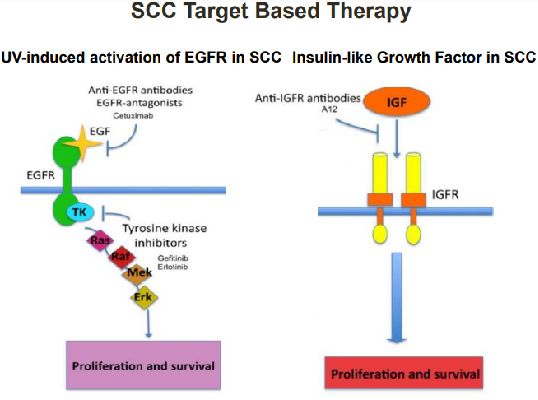 SCC Target Based Therapy
UV-induced activation of EGFR in SCC
Anti-EGFR antibodies
EGFR-antagonists
Cetuximab
EGF
EGFR
TK
Tyrosine kinase
inhibitors
Gefitinib
Erlotinib
Ras
Raf
Mek
Erk
Proliferation and survival
Insulin-like Growth Factor in SCC
Anti-IGFR antibodies
A12
IGF
IGFR
Proliferation and survival